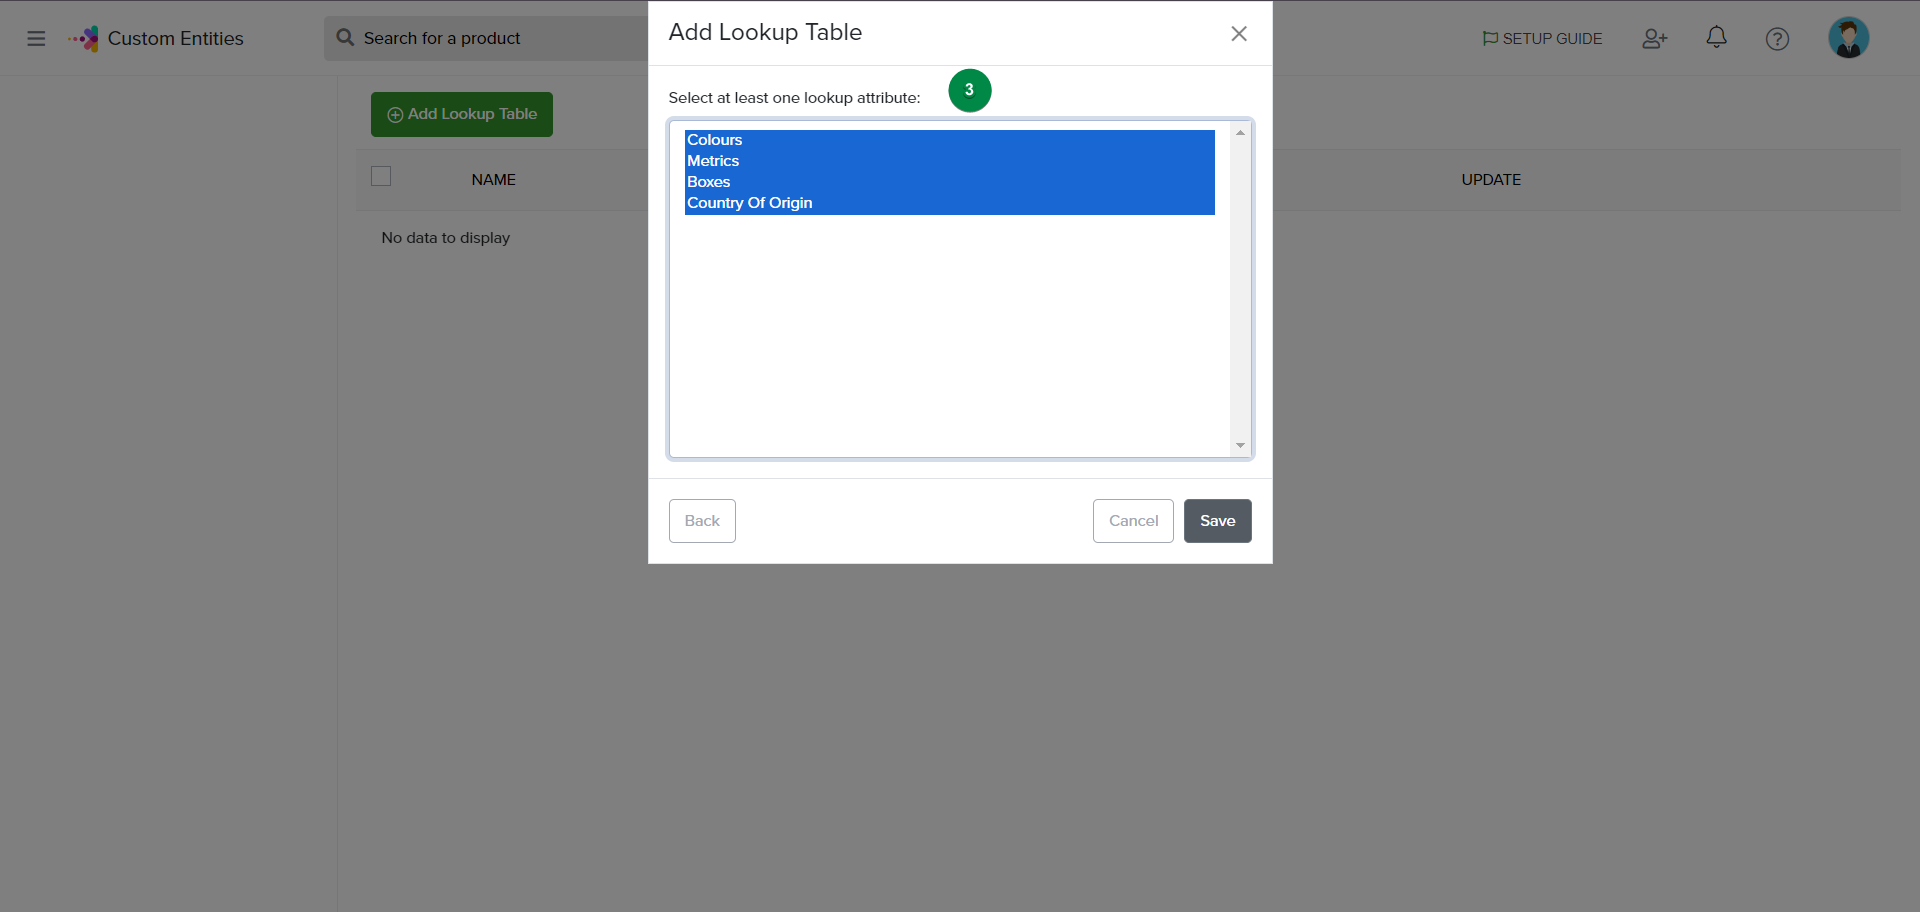 Custom Entities
Search for a product
SETUP GUIDE
?
Add Lookup Table
NAME
UPDATE
No data to display
Add Lookup Table
Select at least one lookup attribute:
3
Colours
Metrics
Boxes
Country Of Origin
Back
Cancel
Save